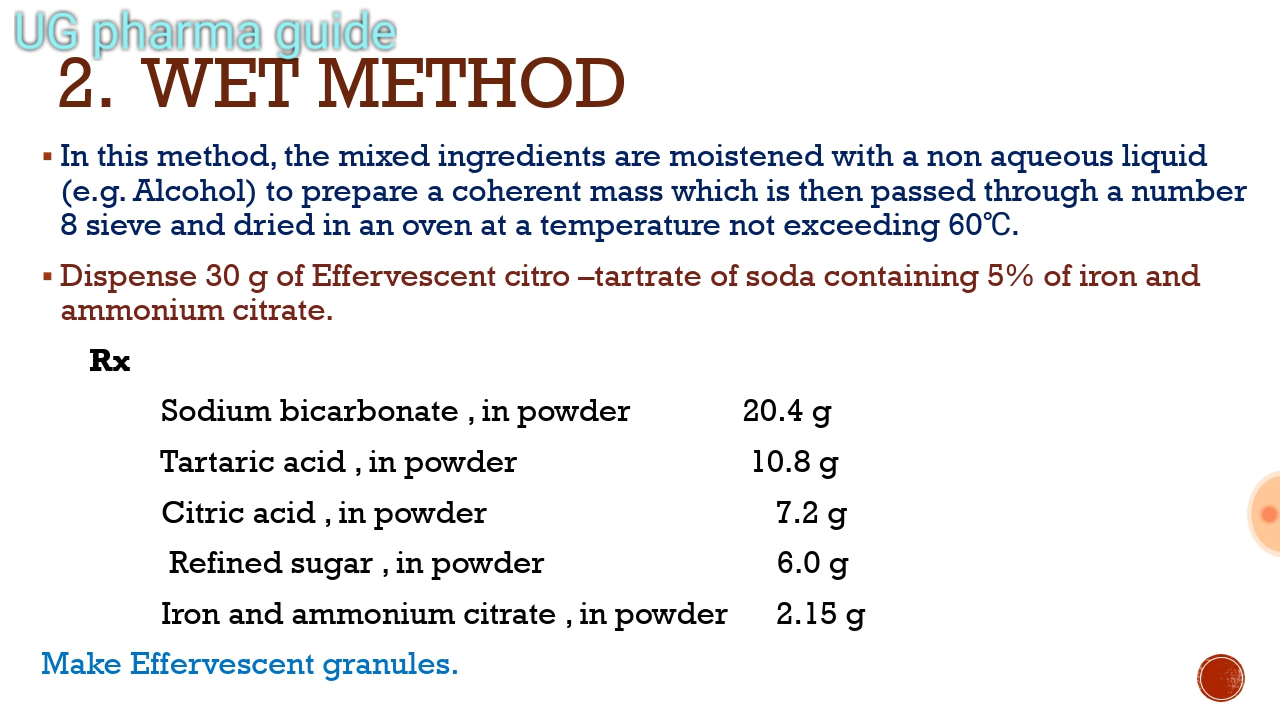 UG pharma guide
2. WET METHOD
▪ In this method, the mixed ingredients are moistened with a non aqueous liquid
(e.g. Alcohol) to prepare a coherent mass which is then passed through a number
8 sieve and dried in an oven at a temperature not exceeding 60℃.
▪ Dispense 30 g of Effervescent citro –tartrate of soda containing 5% of iron and
ammonium citrate.
Rx
Sodium bicarbonate , in powder 20.4 g
Tartaric acid , in powder 10.8 g
Citric acid , in powder 7.2 g
Refined sugar , in powder 6.0 g
Iron and ammonium citrate , in powder 2.15 g
Make Effervescent granules.